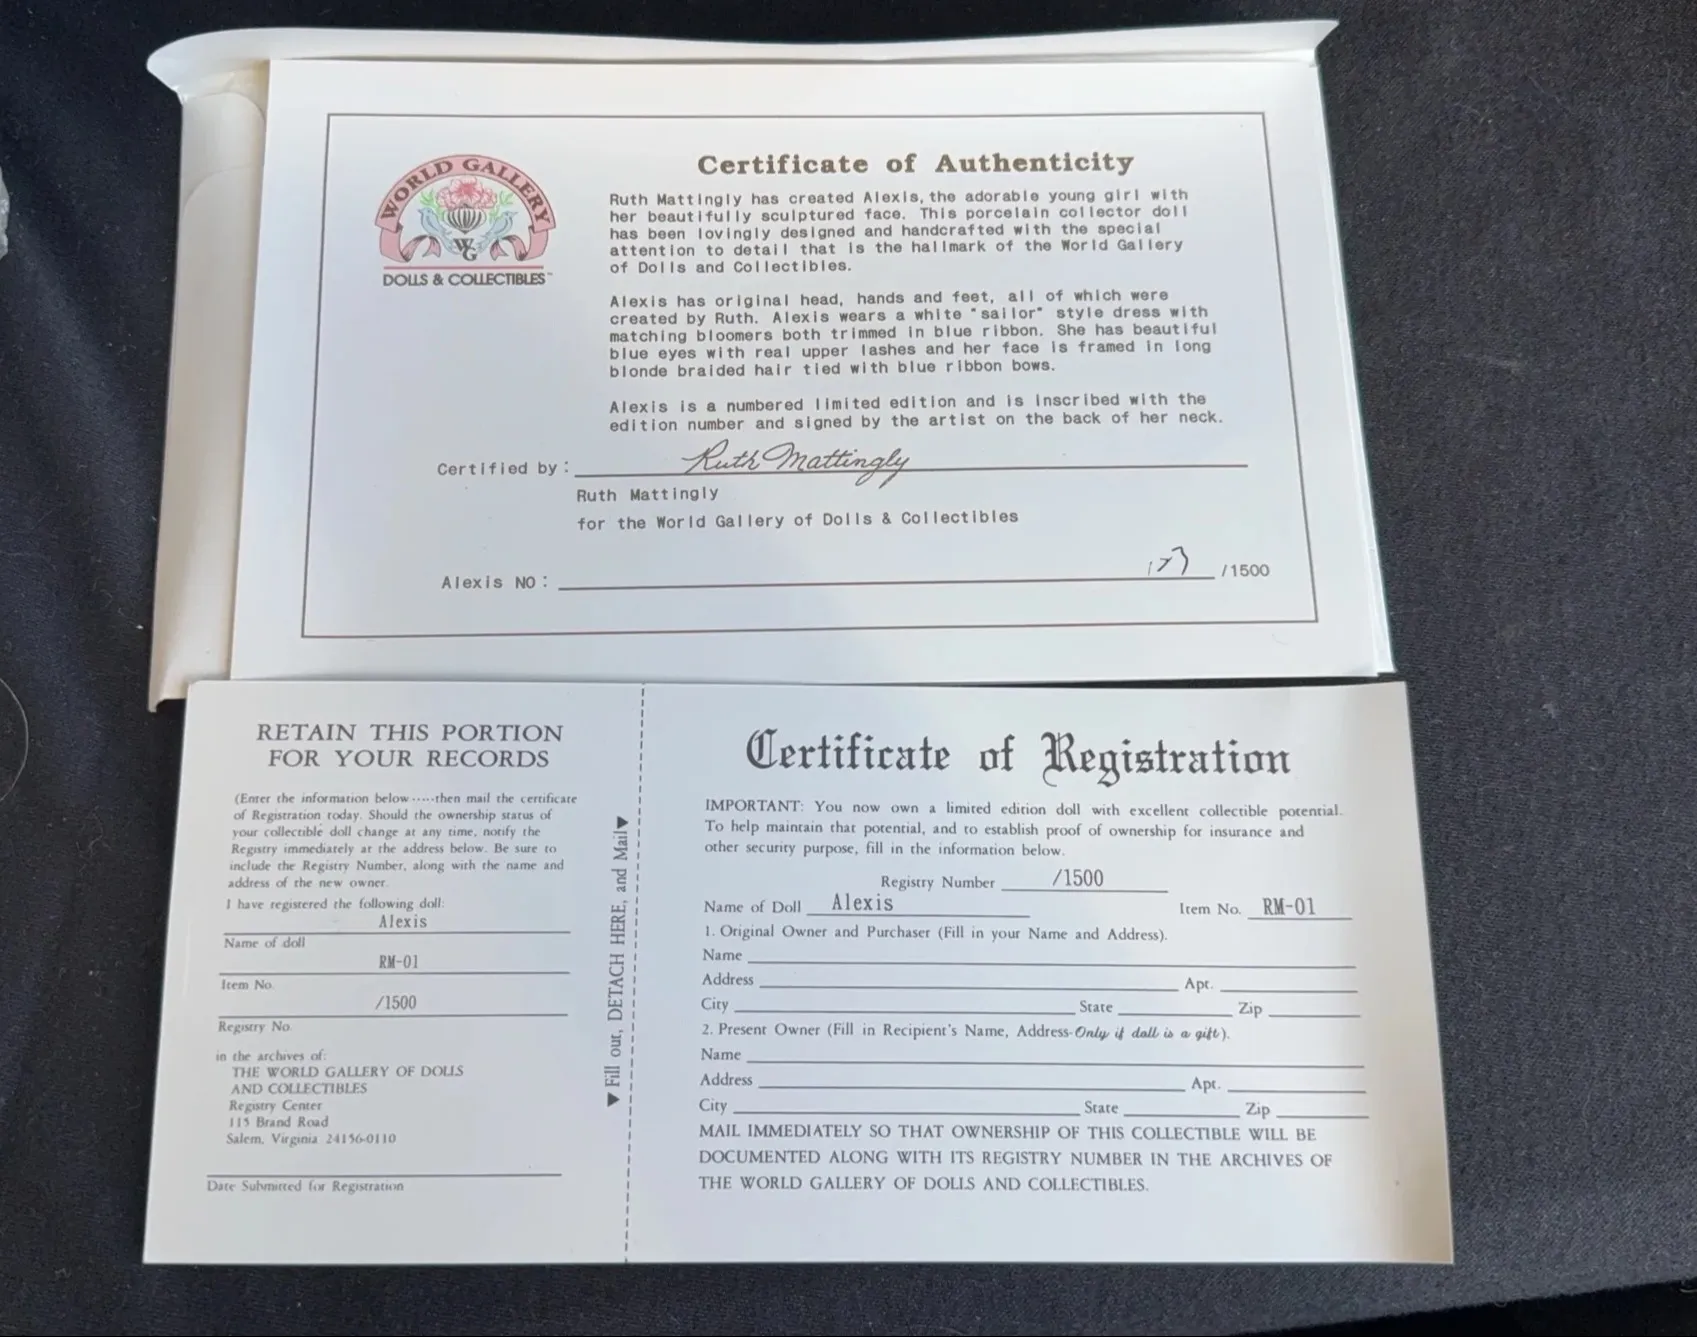 WORLD GALLERY
WG
DOLLS & COLLECTIBLES™
Certificate of Authenticity
Ruth Mattingly has created Alexis, the adorable young girl with
her beautifully sculptured face. This porcelain collector doll
has been lovingly designed and handcrafted with the special
attention to detail that is the hallmark of the World Gallery
of Dolls and Collectibles.
Alexis has original head, hands and feet, all of which were
created by Ruth. Alexis wears a white "sailor" style dress with
matching bloomers both trimmed in blue ribbon. She has beautiful
blue eyes with real upper lashes and her face is framed in long
blonde braided hair tied with blue ribbon bows.
Alexis is a numbered limited edition and is inscribed with the
edition number and signed by the artist on the back of her neck.
Certified by: Ruth Mattingly
Ruth Mattingly
for the World Gallery of Dolls & Collectibles
Alexis NO: /1500
RETAIN THIS PORTION
FOR YOUR RECORDS
(Enter the information below ·····then mail the certificate
of Registration today. Should the ownership status of
your collectible doll change at any time, notify the
Registry immediately at the address below. Be sure to
include the Registry Number, along with the name and
address of the new owner.
I have registered the following doll:
Alexis
Name of doll
RM-01
Item No.
/1500
Registry No.
in the archives of:
THE WORLD GALLERY OF DOLLS
AND COLLECTIBLES
Registry Center
115 Brand Road
Salem, Virginia 24156-0110
Date Submitted for Registration
▼Fill out, DETACH HERE, and Mail▼
Certificate of Registration
IMPORTANT: You now own a limited edition doll with excellent collectible potential.
To help maintain that potential, and to establish proof of ownership for insurance and
other security purpose, fill in the information below.
Registry Number /1500
Name of Doll Alexis Item No. RM-01
1. Original Owner and Purchaser (Fill in your Name and Address).
Name
Address Apt.
City State Zip
2. Present Owner (Fill in Recipient's Name, Address-Only if doll is a gift).
Name
Address Apt.
City State Zip
MAIL IMMEDIATELY SO THAT OWNERSHIP OF THIS COLLECTIBLE WILL BE
DOCUMENTED ALONG WITH ITS REGISTRY NUMBER IN THE ARCHIVES OF
THE WORLD GALLERY OF DOLLS AND COLLECTIBLES.